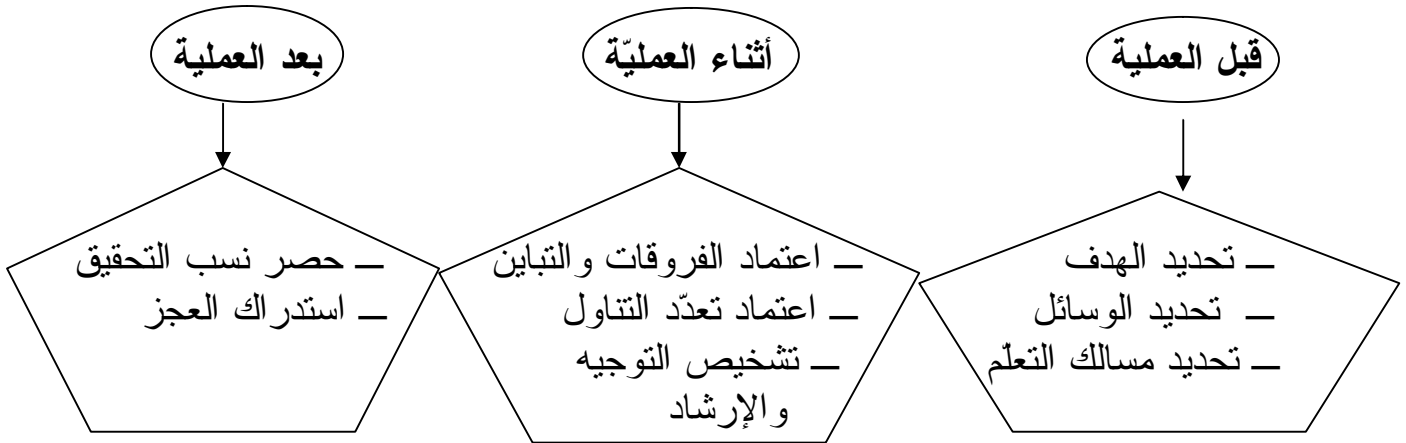 قبل العملية
أثناء العمليّة
بعد العملية
ــ تحديد الهدف
ــ تحديد الوسائل
ــ تحديد مسالك التعلّم
ــ اعتماد الفروقات والتباين
ــ اعتماد تعدّد التناول
ــ تشخيص التوجيه
والإرشاد
ــ حصر نسب التحقيق
ــ استدراك العجز